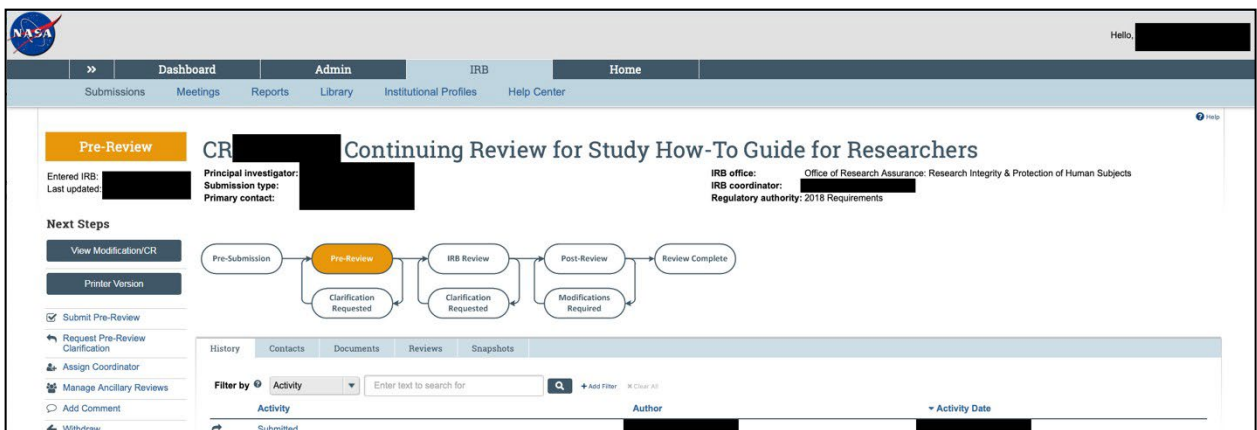 NASA
Hello,
Dashboard Admin IRB Home
Submissions Meetings Reports Library Institutional Profiles Help Center
Help
Pre-Review
CR Continuing Review for Study How-To Guide for Researchers
Entered IRB:
Last updated:
Principal investigator:
Submission type:
Primary contact:
IRB office: Office of Research Assurance: Research Integrity & Protection of Human Subjects
IRB coordinator:
Regulatory authority: 2018 Requirements
Next Steps
View Modification/CR
Printer Version
Pre-Submission Pre-Review IRB Review Post-Review Review Complete
Clarification Requested
Clarification Requested
Modifications Required
Submit Pre-Review
Request Pre-Review
Clarification
Assign Coordinator
Manage Ancillary Reviews
Add Comment
Withdraw
History Contacts Documents Reviews Snapshots
Filter by Activity Enter text to search for + Add Filter × Clear All
Activity Author Activity Date
Submitted